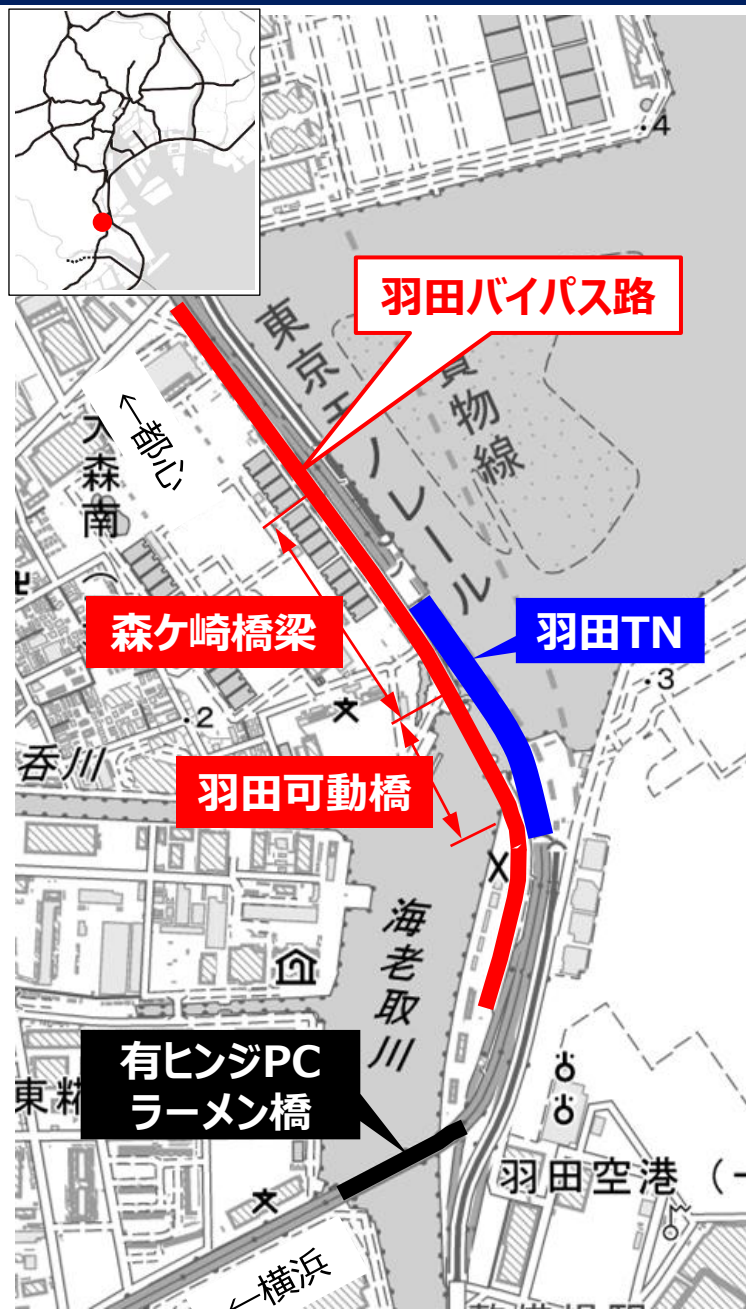 ・4
羽田バイパス路
東京モノレール
貨物線
←都心
大森南（
森ケ崎橋梁
羽田TN
・3
・2
呑川
羽田可動橋
海老取川
有ヒンジPC
ラーメン橋
東糀
羽田空港（一
←横浜